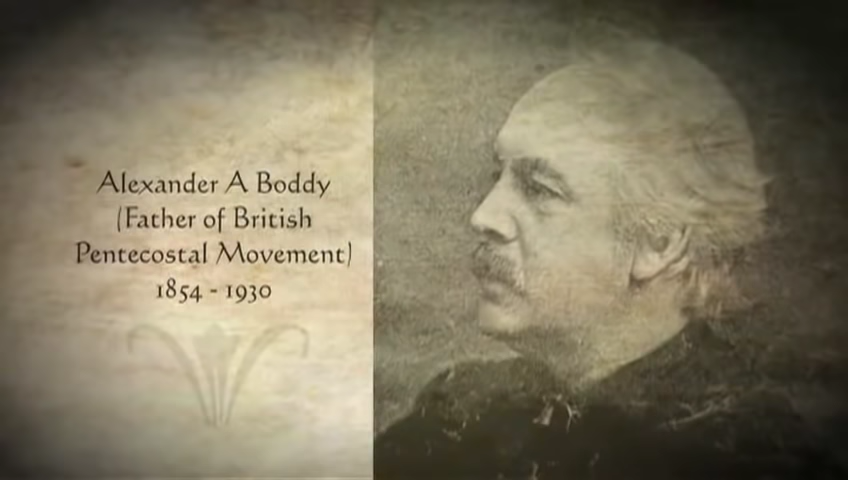 Alexander A Boddy
(Father of British
Pentecostal Movement)
1854 - 1930